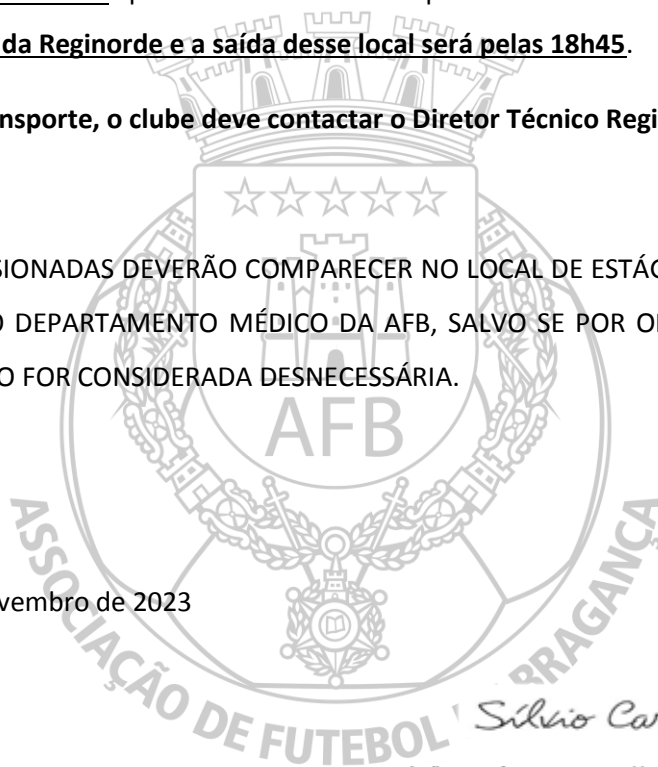 da Reginorde e a saída desse local será pelas 18h45.
nsporte, o clube deve contactar o Diretor Técnico Regi
SIONADAS DEVERÃO COMPARECER NO LOCAL DE ESTÁG
O DEPARTAMENTO MÉDICO DA AFB, SALVO SE POR O
O FOR CONSIDERADA DESNECESSÁRIA.
AFB
vembro de 2023
ASSOCIAÇÃO DE FUTEBOL BRAGANÇA
Sílvio Car